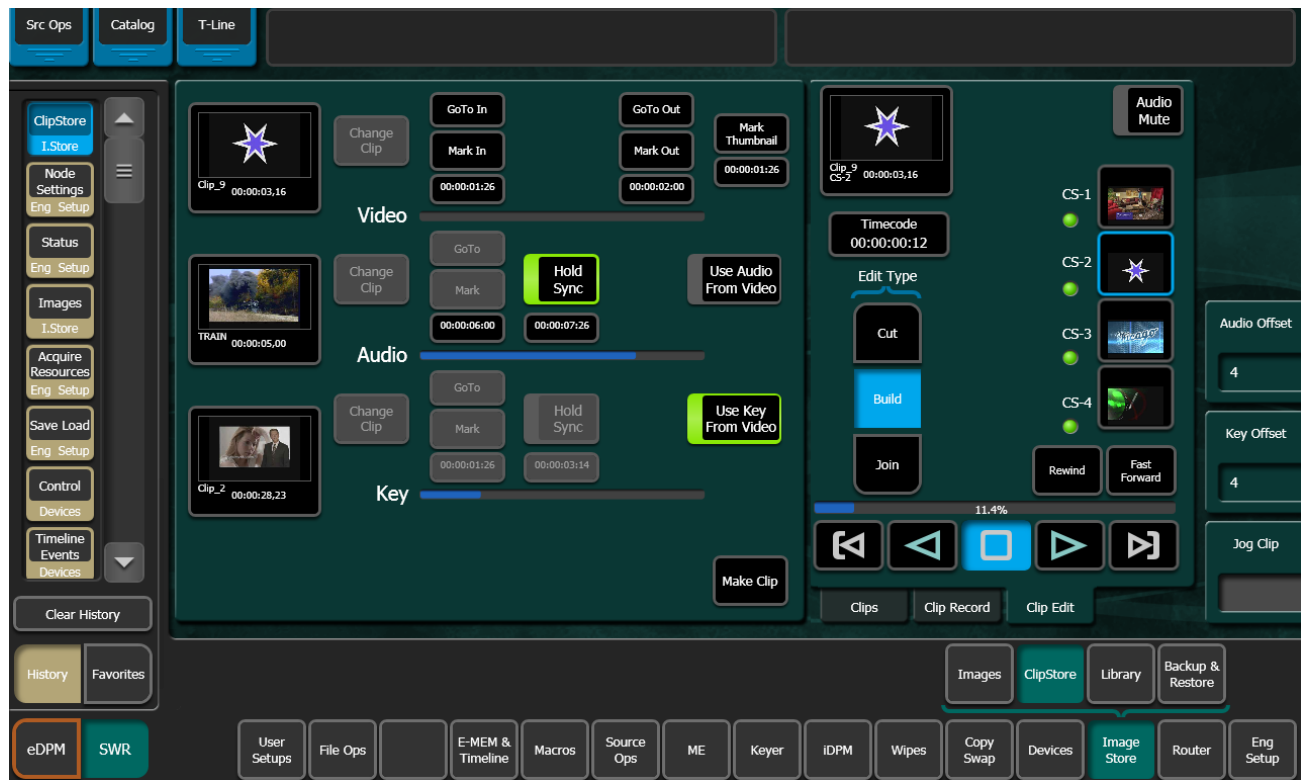 Src Ops
Catalog
T-Line
ClipStore
I.Store
Node
Settings
Eng Setup
Status
Eng Setup
Images
I.Store
Acquire
Resources
Eng Setup
Save Load
Eng Setup
Control
Devices
Timeline
Events
Devices
Clear History
History
Favorites
eDPM
SWR
Clip_9 00:00:03,16
Change
Clip
GoTo In
Mark In
00:00:01:26
GoTo Out
Mark Out
00:00:02:00
Mark
Thumbnail
00:00:01:26
Video
TRAIN 00:00:05,00
Change
Clip
GoTo
Mark
00:00:06:00
Hold
Sync
00:00:07:26
Use Audio
From Video
Audio
Clip_2 00:00:28,23
Change
Clip
GoTo
Mark
00:00:01:26
Hold
Sync
00:00:03:14
Use Key
From Video
Key
Make Clip
Clip_9
CS-2 00:00:03,16
Audio
Mute
Timecode
00:00:00:12
Edit Type
Cut
Build
Join
CS-1
CS-2
CS-3
Chicago
CS-4
Rewind
Fast
Forward
11.4%
Clips
Clip Record
Clip Edit
Audio Offset
4
Key Offset
4
Jog Clip
Images
ClipStore
Library
Backup &
Restore
User
Setups
File Ops
E-MEM &
Timeline
Macros
Source
Ops
ME
Keyer
iDPM
Wipes
Copy
Swap
Devices
Image
Store
Router
Eng
Setup